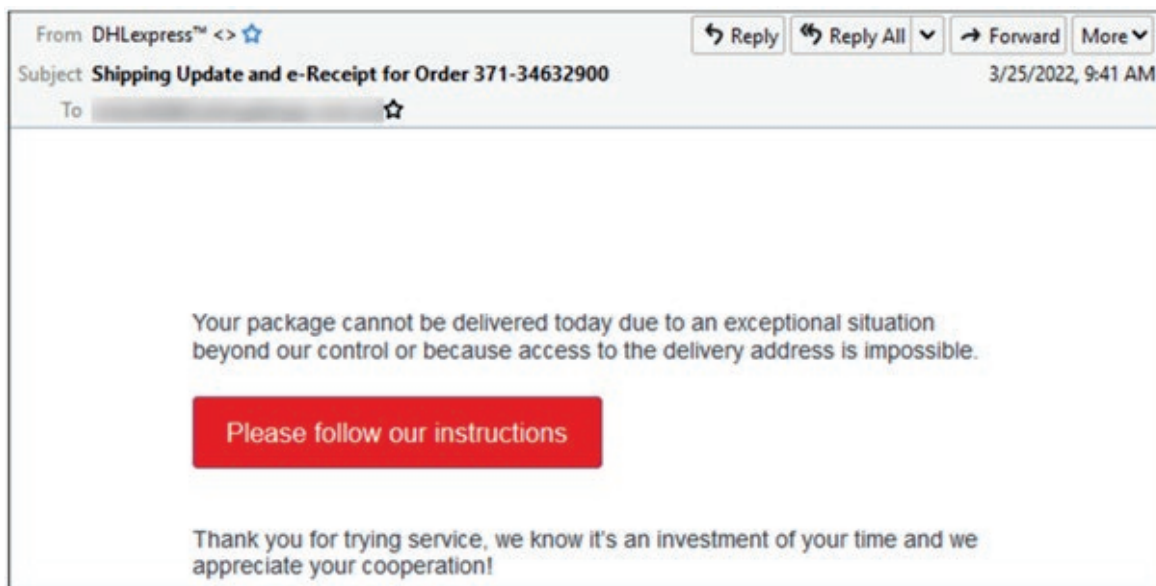 From DHLexpress™ <>
Reply
Reply All
Forward
More
Subject Shipping Update and e-Receipt for Order 371-34632900
3/25/2022, 9:41 AM
To
Your package cannot be delivered today due to an exceptional situation
beyond our control or because access to the delivery address is impossible.
Please follow our instructions
Thank you for trying service, we know it's an investment of your time and we
appreciate your cooperation!